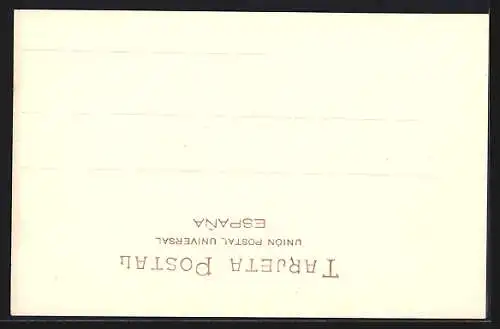 TARJETA POSTAL
UNIÓN POSTAL UNIVERSAL
ESPAÑA